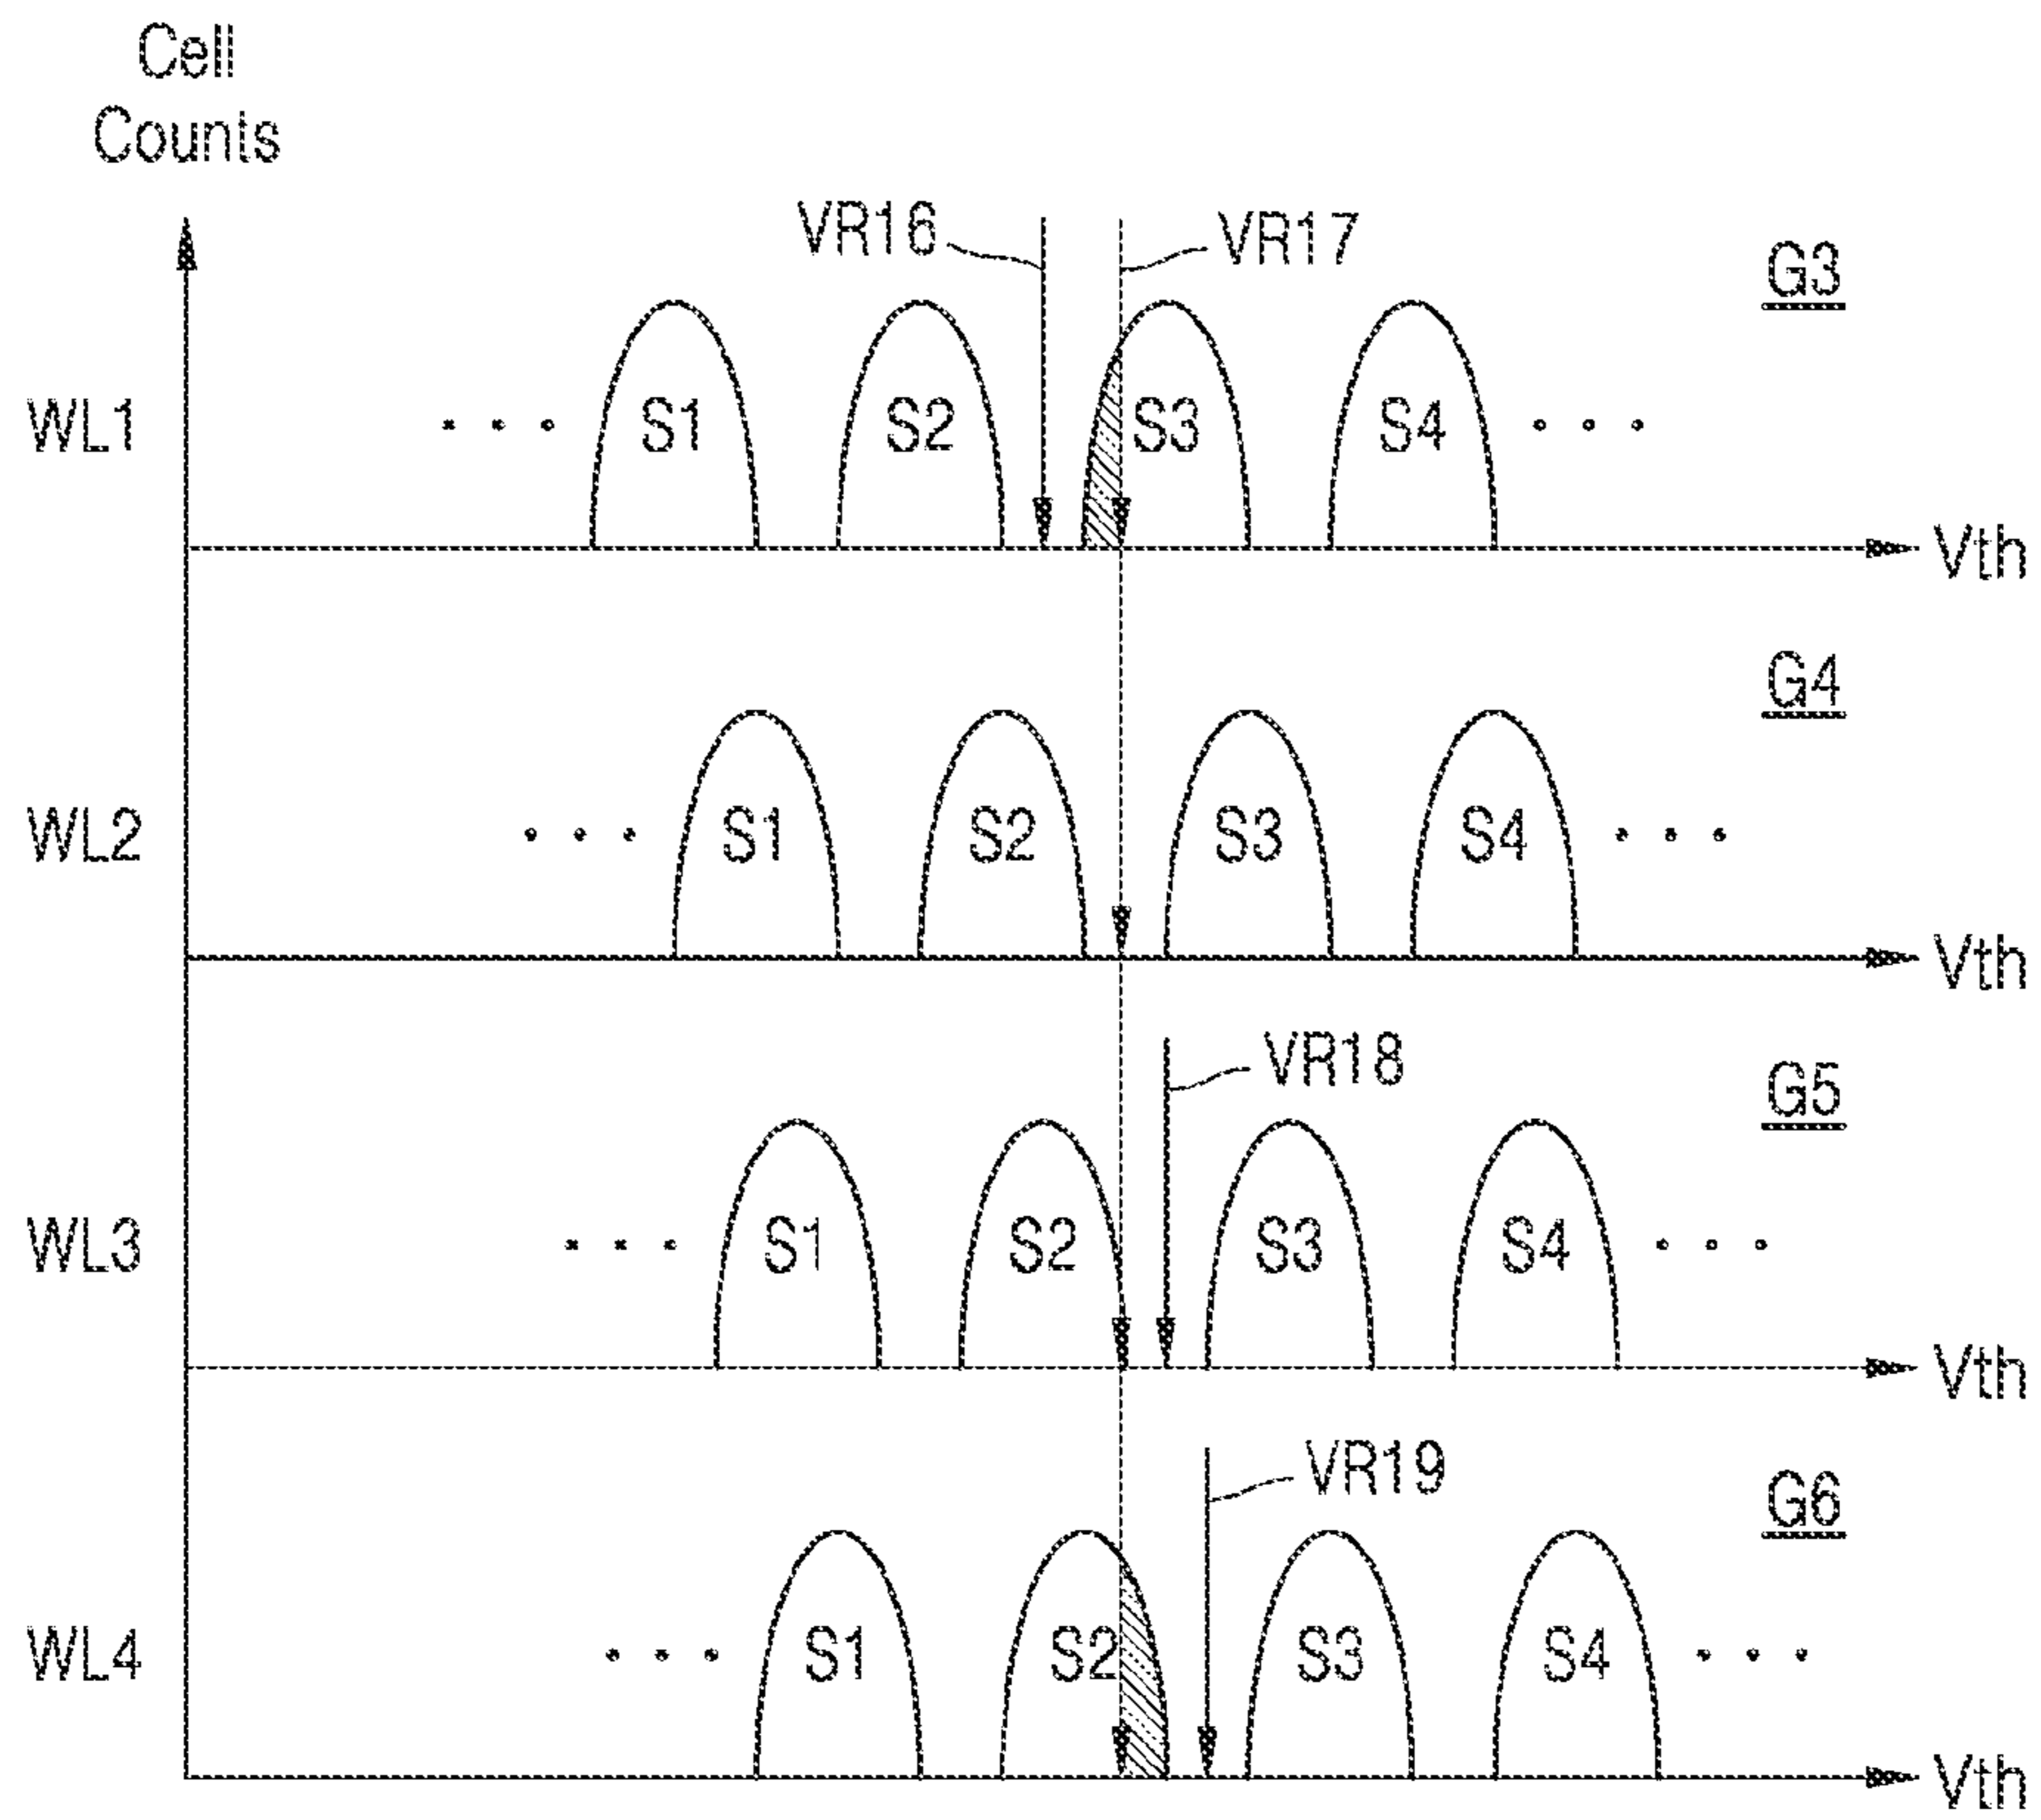 Cell
Counts
VR16
VR17
G3
WL1
. . .
S1
S2
S3
S4
. . .
Vth
G4
WL2
. . .
S1
S2
S3
S4
. . .
Vth
VR18
G5
WL3
. . .
S1
S2
S3
S4
. . .
Vth
VR19
G6
WL4
. . .
S1
S2
S3
S4
. . .
Vth